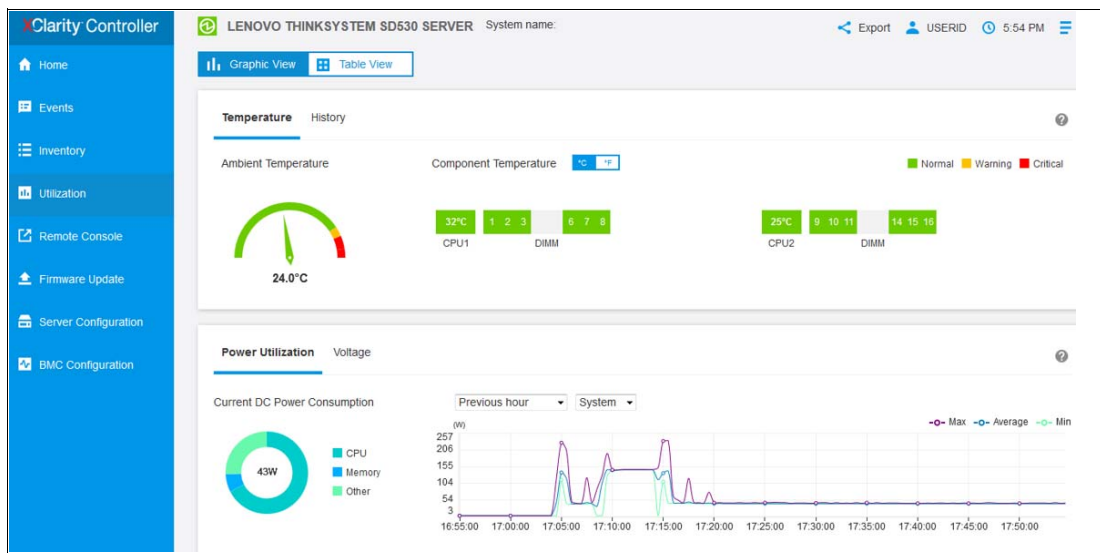 XClarity Controller
LENOVO THINKSYSTEM SD530 SERVER System name:
Export USERID 5:54 PM
Home
Events
Inventory
Utilization
Remote Console
Firmware Update
Server Configuration
BMC Configuration
Graphic View Table View
Temperature History
Ambient Temperature
24.0°C
Component Temperature °C °F
Normal Warning Critical
32°C 1 2 3 6 7 8
CPU1 DIMM
25°C 9 10 11 14 15 16
CPU2 DIMM
Power Utilization Voltage
Current DC Power Consumption
43W
CPU
Memory
Other
Previous hour System
Max Average Min
(W)
257
206
155
104
54
3
16:55:00 17:00:00 17:05:00 17:10:00 17:15:00 17:20:00 17:25:00 17:30:00 17:35:00 17:40:00 17:45:00 17:50:00